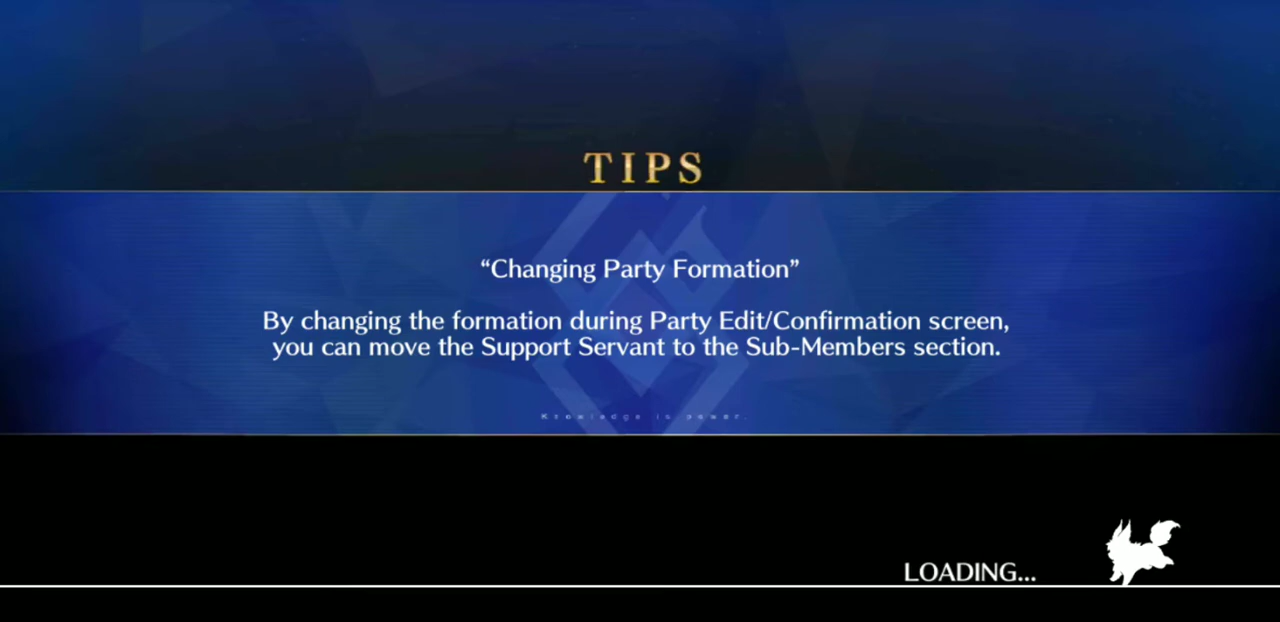 TIPS
“Changing Party Formation”
By changing the formation during Party Edit/Confirmation screen,
you can move the Support Servant to the Sub-Members section.
Knowledge is power.
LOADING...